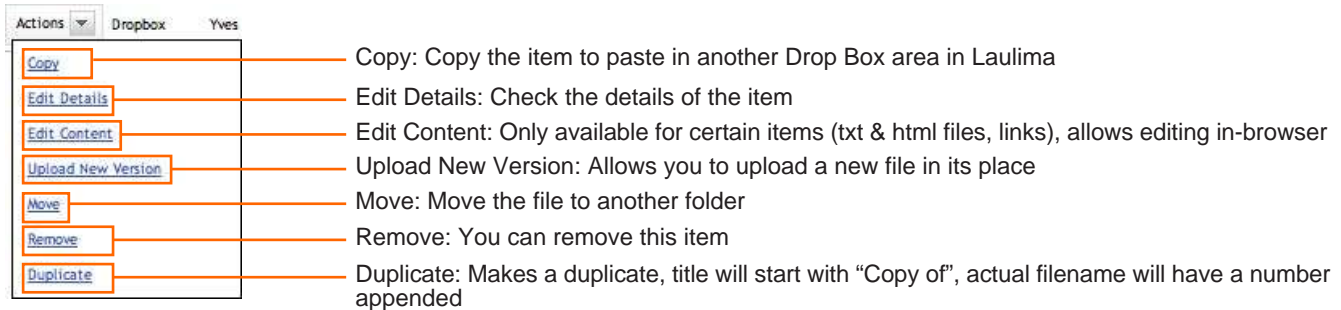 Actions Dropbox Yves
Copy
Copy: Copy the item to paste in another Drop Box area in Laulima
Edit Details
Edit Details: Check the details of the item
Edit Content
Edit Content: Only available for certain items (txt & html files, links), allows editing in-browser
Upload New Version
Upload New Version: Allows you to upload a new file in its place
Move
Move: Move the file to another folder
Remove
Remove: You can remove this item
Duplicate
Duplicate: Makes a duplicate, title will start with “Copy of”, actual filename will have a number
appended